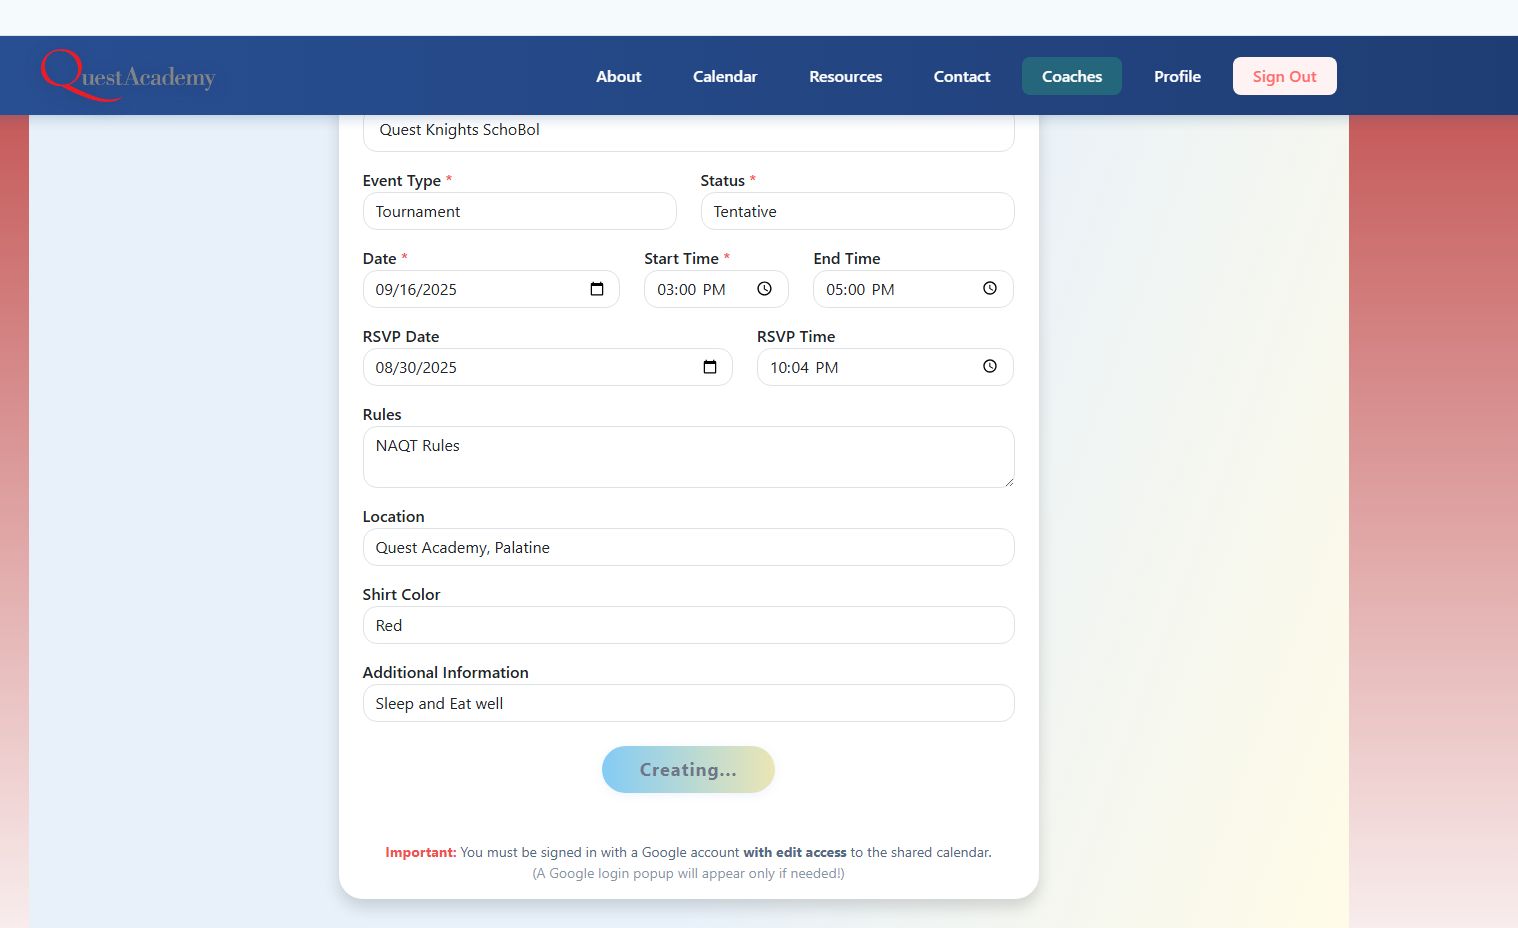 QuestAcademy
About Calendar Resources Contact Coaches Profile Sign Out
Quest Knights SchoBol
Event Type * Status *
Tournament Tentative
Date * Start Time * End Time
09/16/2025 03:00 PM 05:00 PM
RSVP Date RSVP Time
08/30/2025 10:04 PM
Rules
NAQT Rules
Location
Quest Academy, Palatine
Shirt Color
Red
Additional Information
Sleep and Eat well
Creating...
Important: You must be signed in with a Google account with edit access to the shared calendar.
(A Google login popup will appear only if needed!)